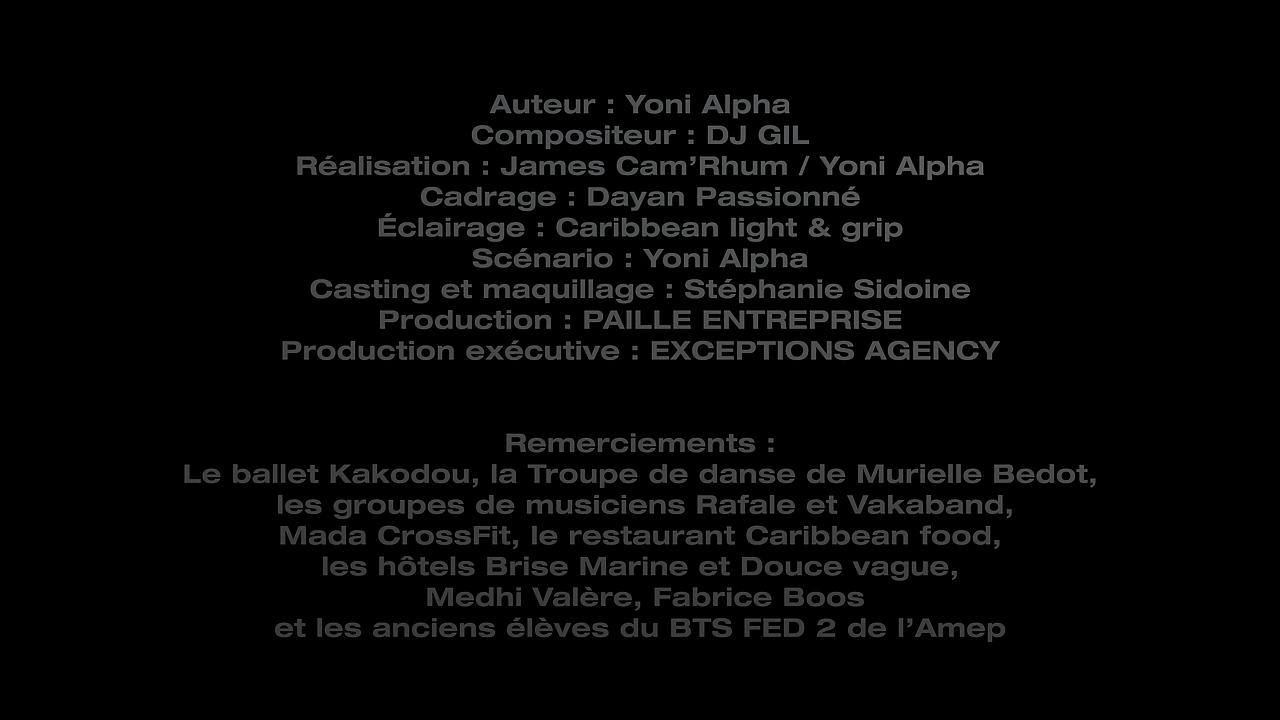 Auteur : Yoni Alpha
Compositeur : DJ GIL
Réalisation : James Cam’Rhum / Yoni Alpha
Cadrage : Dayan Passionné
Éclairage : Caribbean light & grip
Scénario : Yoni Alpha
Casting et maquillage : Stéphanie Sidoine
Production : PAILLE ENTREPRISE
Production exécutive : EXCEPTIONS AGENCY
Remerciements :
Le ballet Kakodou, la Troupe de danse de Murielle Bedot,
les groupes de musiciens Rafale et Vakaband,
Mada CrossFit, le restaurant Caribbean food,
les hôtels Brise Marine et Douce vague,
Medhi Valère, Fabrice Boos
et les anciens élèves du BTS FED 2 de l’Amep